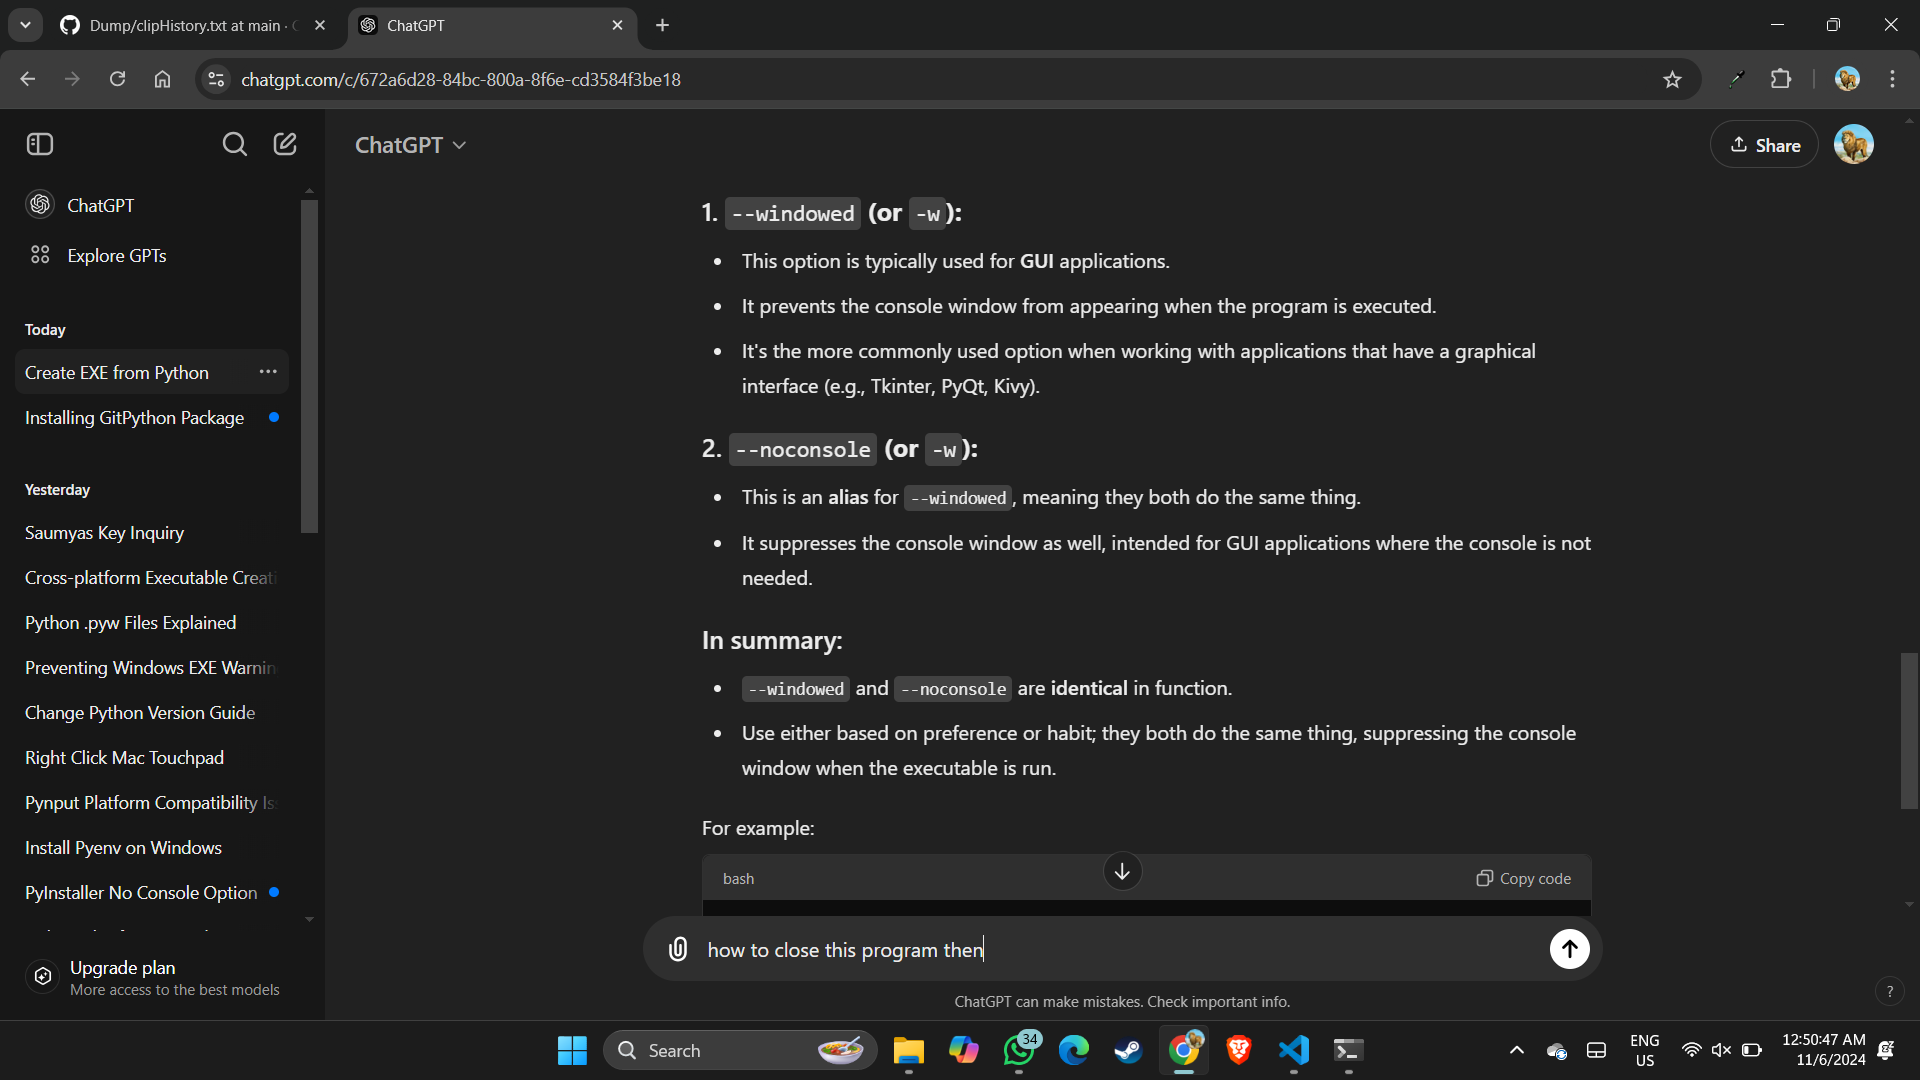 Dump/clipHistory.txt at main ·
ChatGPT
chatgpt.com/c/672a6d28-84bc-800a-8f6e-cd3584f3be18
ChatGPT
Share
ChatGPT
Explore GPTs
Today
Create EXE from Python
Installing GitPython Package
Yesterday
Saumyas Key Inquiry
Cross-platform Executable Creati
Python .pyw Files Explained
Preventing Windows EXE Warnin
Change Python Version Guide
Right Click Mac Touchpad
Pynput Platform Compatibility Is
Install Pyenv on Windows
PyInstaller No Console Option
Upgrade plan
More access to the best models
1. --windowed (or -w):
• This option is typically used for GUI applications.
• It prevents the console window from appearing when the program is executed.
• It's the more commonly used option when working with applications that have a graphical
interface (e.g., Tkinter, PyQt, Kivy).
2. --noconsole (or -w):
• This is an alias for --windowed, meaning they both do the same thing.
• It suppresses the console window as well, intended for GUI applications where the console is not
needed.
In summary:
• --windowed and --noconsole are identical in function.
• Use either based on preference or habit; they both do the same thing, suppressing the console
window when the executable is run.
For example:
bash
Copy code
how to close this program then
ChatGPT can make mistakes. Check important info.
?
Search
34
ENG
US
12:50:47 AM
11/6/2024